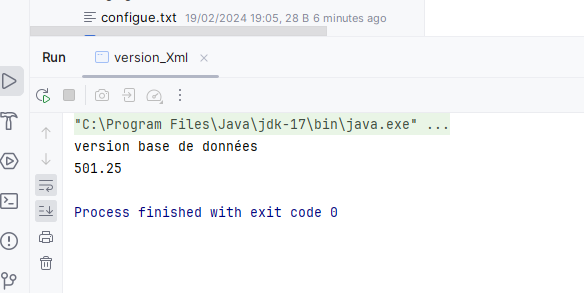 configue.txt 19/02/2024 19:05, 28 B 6 minutes ago
Run version_Xml
"C:\Program Files\Java\jdk-17\bin\java.exe" ...
version base de données
501.25
Process finished with exit code 0